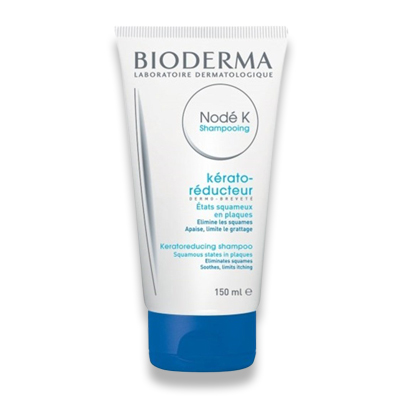 BIODERMA
LABORATOIRE DERMATOLOGIQUE
Nodé K
Shampooing
kérato-
réducteur
DERMO-BREVETÉ
États squameux
en plaques
Elimine les squames
Apaise, limite le grattage
Keratoreducing shampoo
Squamous states in plaques
Eliminates squames
Soothes, limits itching
150 ml ℮